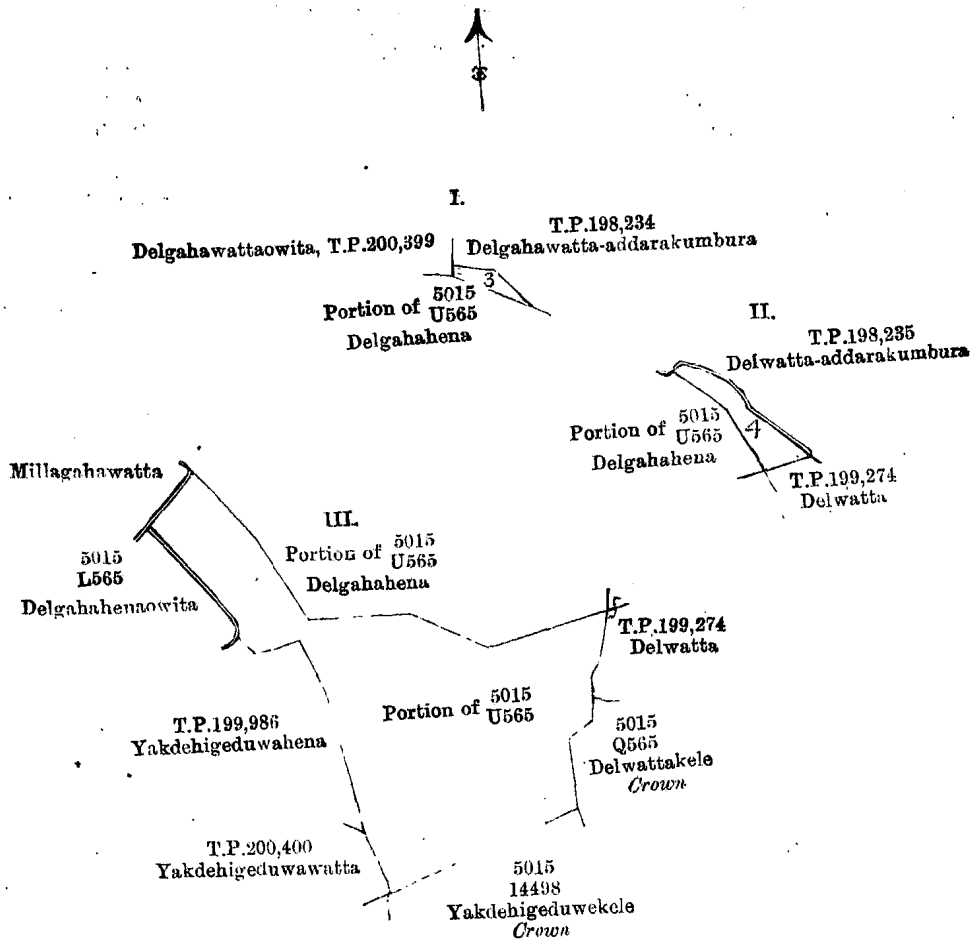 I.
T.P.198,234
Delgahawatta-addarakumbura
Delgahawattaowita, T.P.200,399
3
Portion of 5015
U565
Delgahahena
II.
T.P.198,235
Delwatta-addarakumbura
Portion of 5015
U565
Delgahahena
4
T.P.199,274
Delwatta
Millagahawatta
III.
Portion of 5015
U565
Delgahahena
5015
L565
Delgahahenaowita
5
T.P.199,274
Delwatta
Portion of 5015
U565
T.P.199,986
Yakdehigeduwahena
5015
Q565
Delwattakele
Crown
T.P.200,400
Yakdehigeduwawatta
5015
14498
Yakdehigeduwekele
Crown